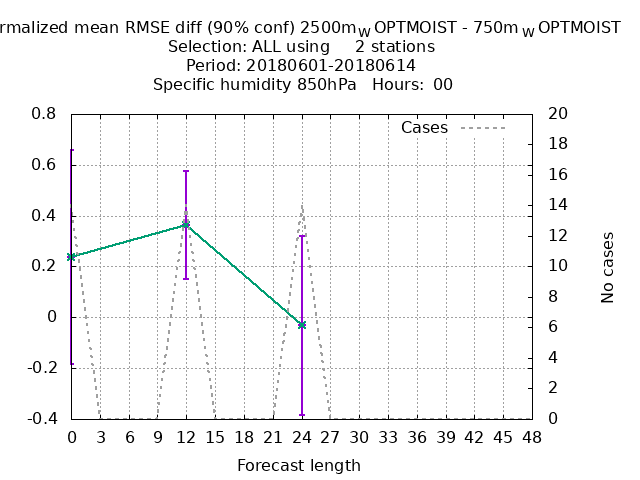 rmalized mean RMSE diff (90% conf) 2500m W OPTMOIST - 750m W OPTMOIST
Selection: ALL using 2 stations
Period: 20180601-20180614
Specific humidity 850hPa Hours: 00
Cases
0.8
0.6
0.4
0.2
0
-0.2
-0.4
20
18
16
14
12
10
8
6
4
2
0
No cases
0 3 6 9 12 15 18 21 24 27 30 33 36 39 42 45 48
Forecast length